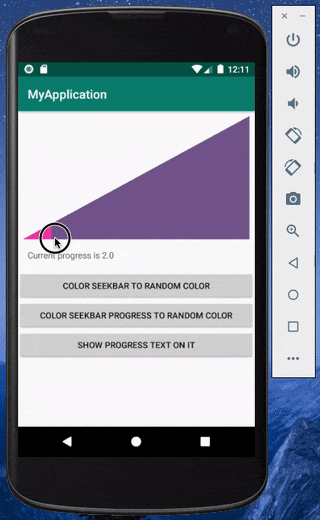 12:11
MyApplication
Current progress is 2.0
COLOR SEEKBAR TO RANDOM COLOR
COLOR SEEKBAR PROGRESS TO RANDOM COLOR
SHOW PROGRESS TEXT ON IT